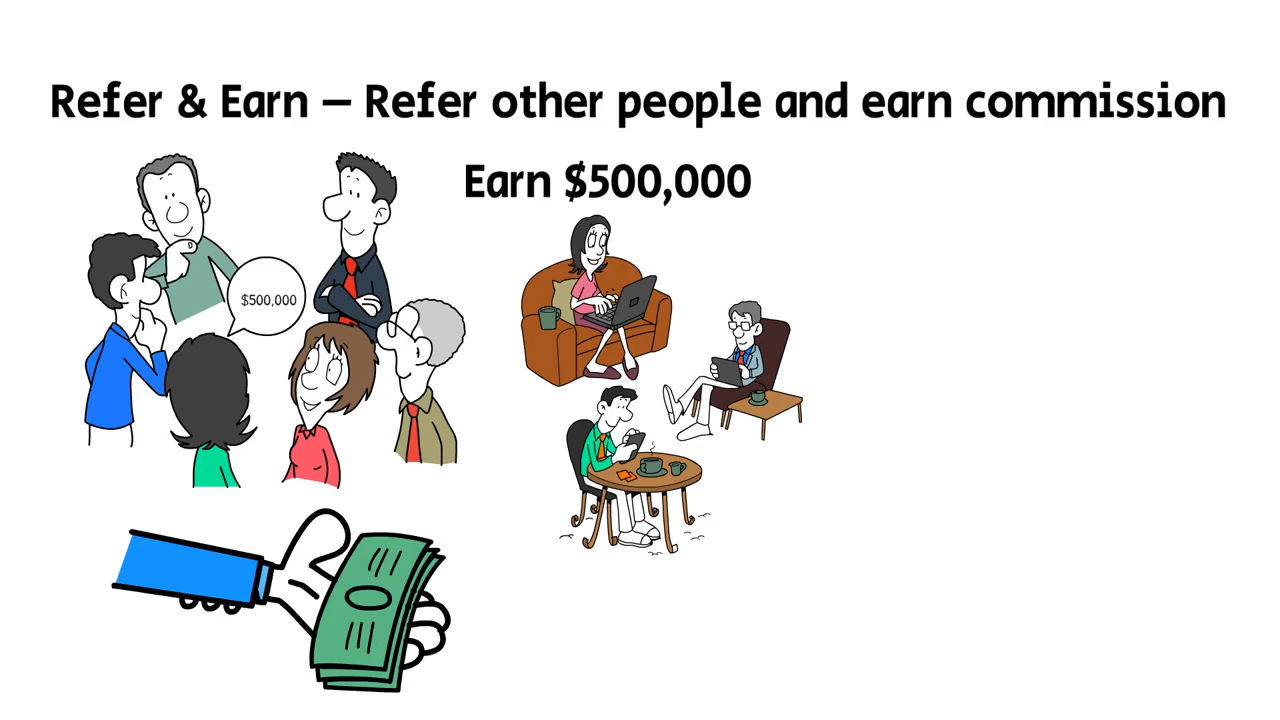 Refer & Earn – Refer other people and earn commission
Earn $500,000
$500,000